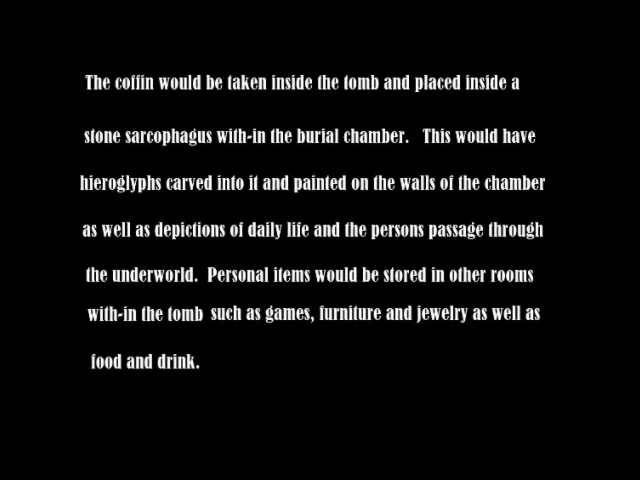 The coffin would be taken inside the tomb and placed inside a
stone sarcophagus with-in the burial chamber. This would have
hieroglyphs carved into it and painted on the walls of the chamber
as well as depictions of daily life and the persons passage through
the underworld. Personal items would be stored in other rooms
with-in the tomb such as games, furniture and jewelry as well as
food and drink.